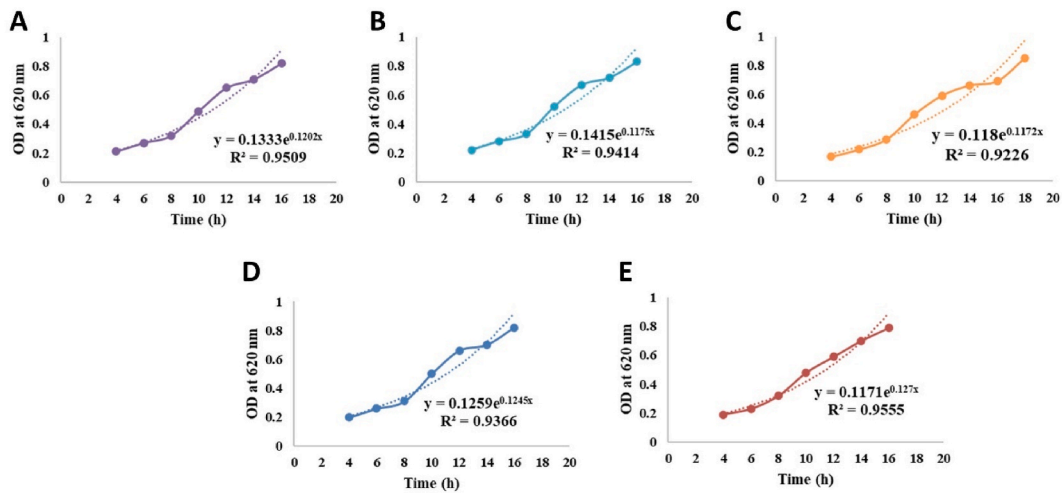 A
OD at 620 nm
1
0.8
0.6
0.4
0.2
0
y = 0.1333e^0.1202x
R² = 0.9509
0 2 4 6 8 10 12 14 16 18 20
Time (h)
B
OD at 620 nm
1
0.8
0.6
0.4
0.2
0
y = 0.1415e^0.1175x
R² = 0.9414
0 2 4 6 8 10 12 14 16 18 20
Time (h)
C
OD at 620 nm
1
0.8
0.6
0.4
0.2
0
y = 0.118e^0.1172x
R² = 0.9226
0 2 4 6 8 10 12 14 16 18 20
Time (h)
D
OD at 620 nm
1
0.8
0.6
0.4
0.2
0
y = 0.1259e^0.1245x
R² = 0.9366
0 2 4 6 8 10 12 14 16 18 20
Time (h)
E
OD at 620 nm
1
0.8
0.6
0.4
0.2
0
y = 0.1171e^0.127x
R² = 0.9555
0 2 4 6 8 10 12 14 16 18 20
Time (h)